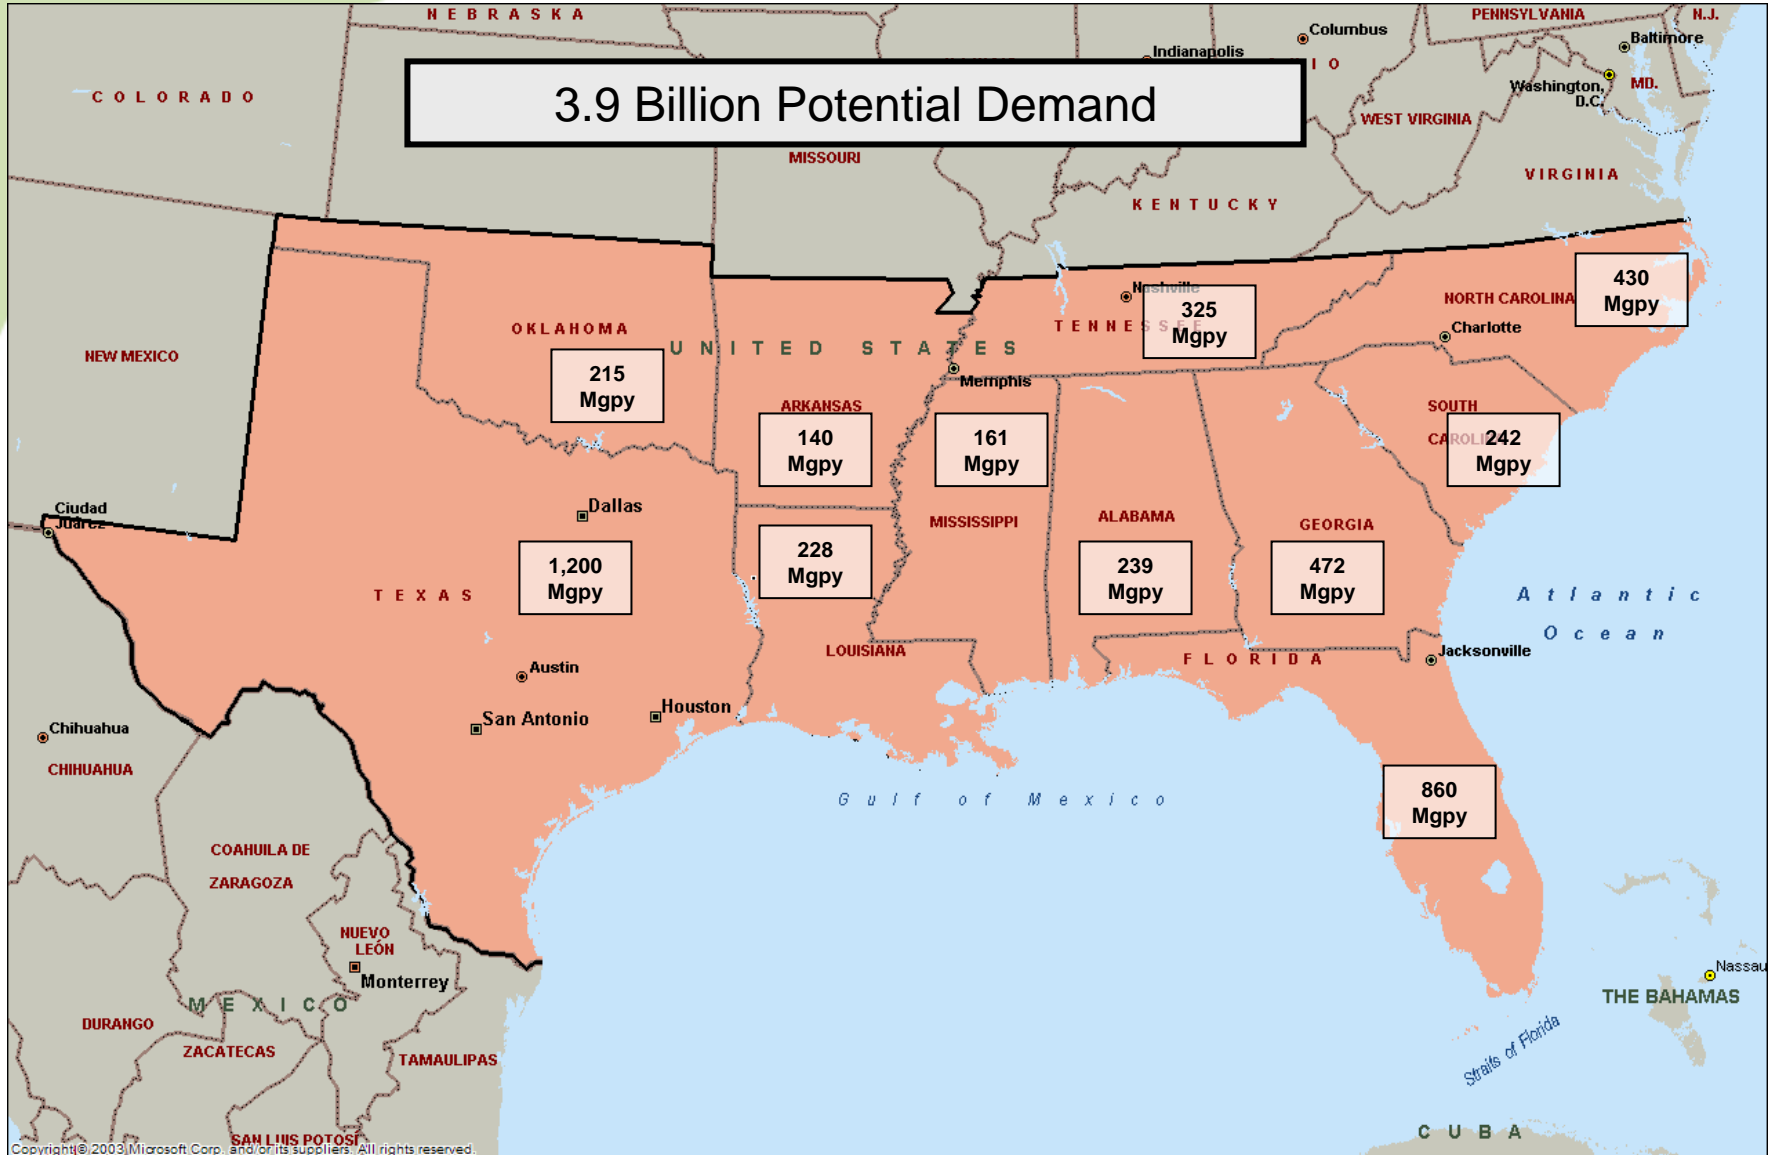 NEBRASKA
PENNSYLVANIA
N.J.
Columbus
Baltimore
Indianapolis
IO
COLORADO
Washington,
D.C.
MD.
3.9 Billion Potential Demand
WEST VIRGINIA
MISSOURI
VIRGINIA
KENTUCKY
430
Mgpy
Nashville
NORTH CAROLINA
325
Mgpy
TENNESSEE
OKLAHOMA
Charlotte
UNITED STATES
NEW MEXICO
215
Mgpy
Memphis
ARKANSAS
SOUTH
CAROLINA
140
Mgpy
161
Mgpy
242
Mgpy
Ciudad
Juárez
Dallas
MISSISSIPPI
ALABAMA
GEORGIA
1,200
Mgpy
228
Mgpy
239
Mgpy
472
Mgpy
TEXAS
Atlantic
Ocean
LOUISIANA
FLORIDA
Jacksonville
Austin
San Antonio
Houston
Chihuahua
CHIHUAHUA
Gulf of Mexico
860
Mgpy
COAHUILA DE
ZARAGOZA
NUEVO
LEÓN
Monterrey
Nassau
MEXICO
THE BAHAMAS
DURANGO
ZACATECAS
TAMAULIPAS
Straits of Florida
SAN LUIS POTOSÍ
CUBA
Copyright © 2003 Microsoft Corp. and/or its suppliers. All rights reserved.